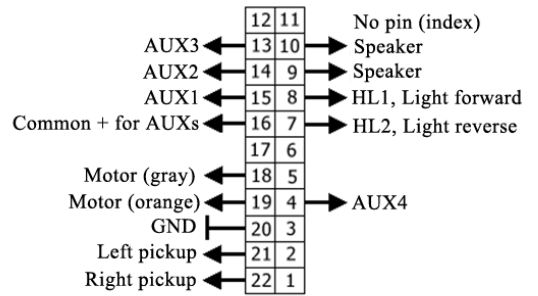 12 11 No pin (index)
AUX3 13 10 Speaker
AUX2 14 9 Speaker
AUX1 15 8 HL1, Light forward
Common + for AUXs 16 7 HL2, Light reverse
17 6
Motor (gray) 18 5
Motor (orange) 19 4 AUX4
GND 20 3
Left pickup 21 2
Right pickup 22 1